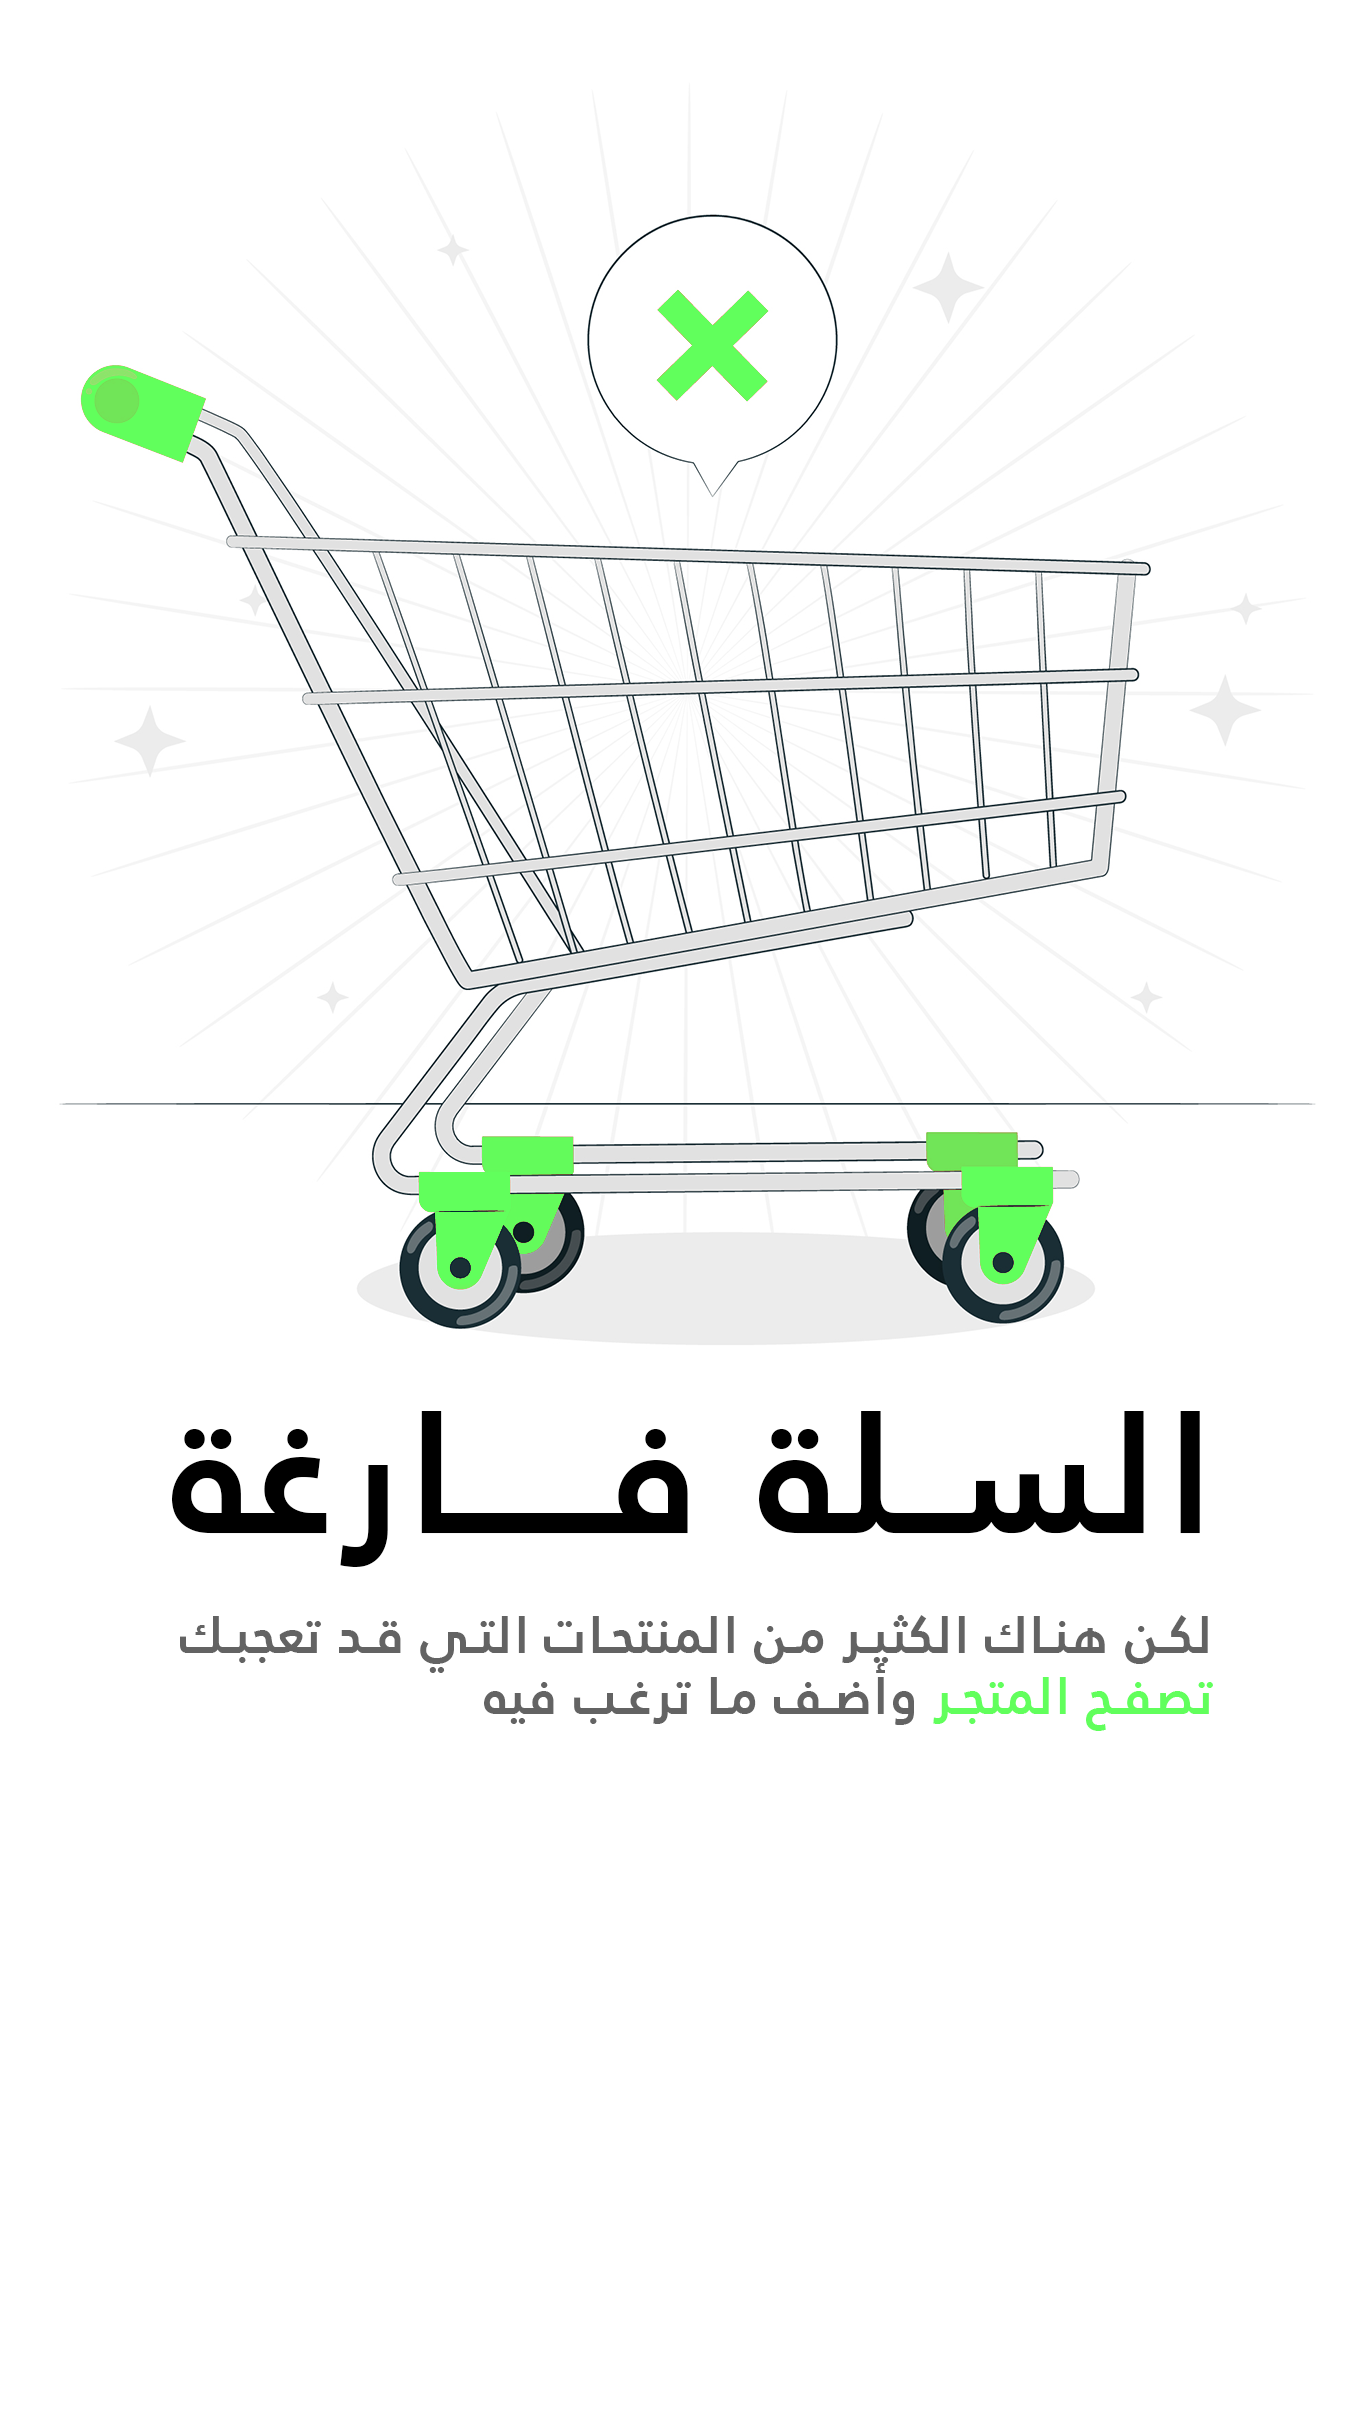 السلة فارغة
لكن هناك الكثير من المنتجات التي قد تعجبك
تصفح المتجر وأضف ما ترغب فيه